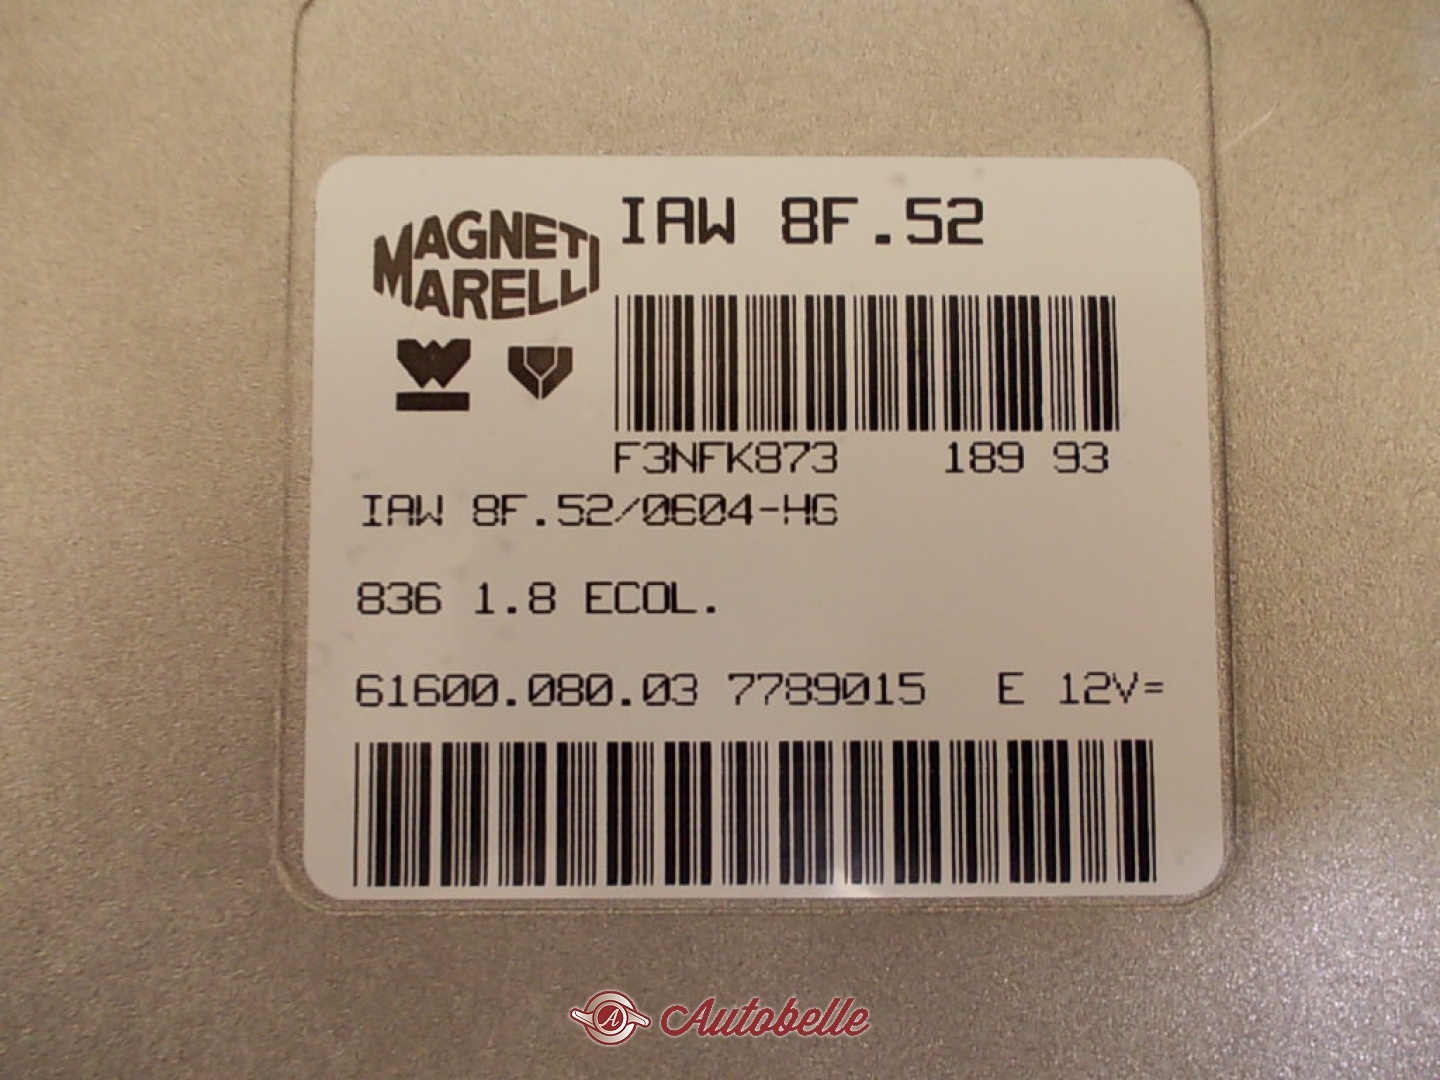 MAGNETI
MARELLI
IAW 8F.52
F3NFK873 189 93
IAW 8F.52/0604-HG
836 1.8 ECOL.
61600.080.03 7789015 E 12V=
A Autobelle